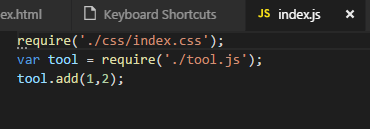 ex.html Keyboard Shortcuts JS index.js
require('./css/index.css');
var tool = require('./tool.js');
tool.add(1,2);